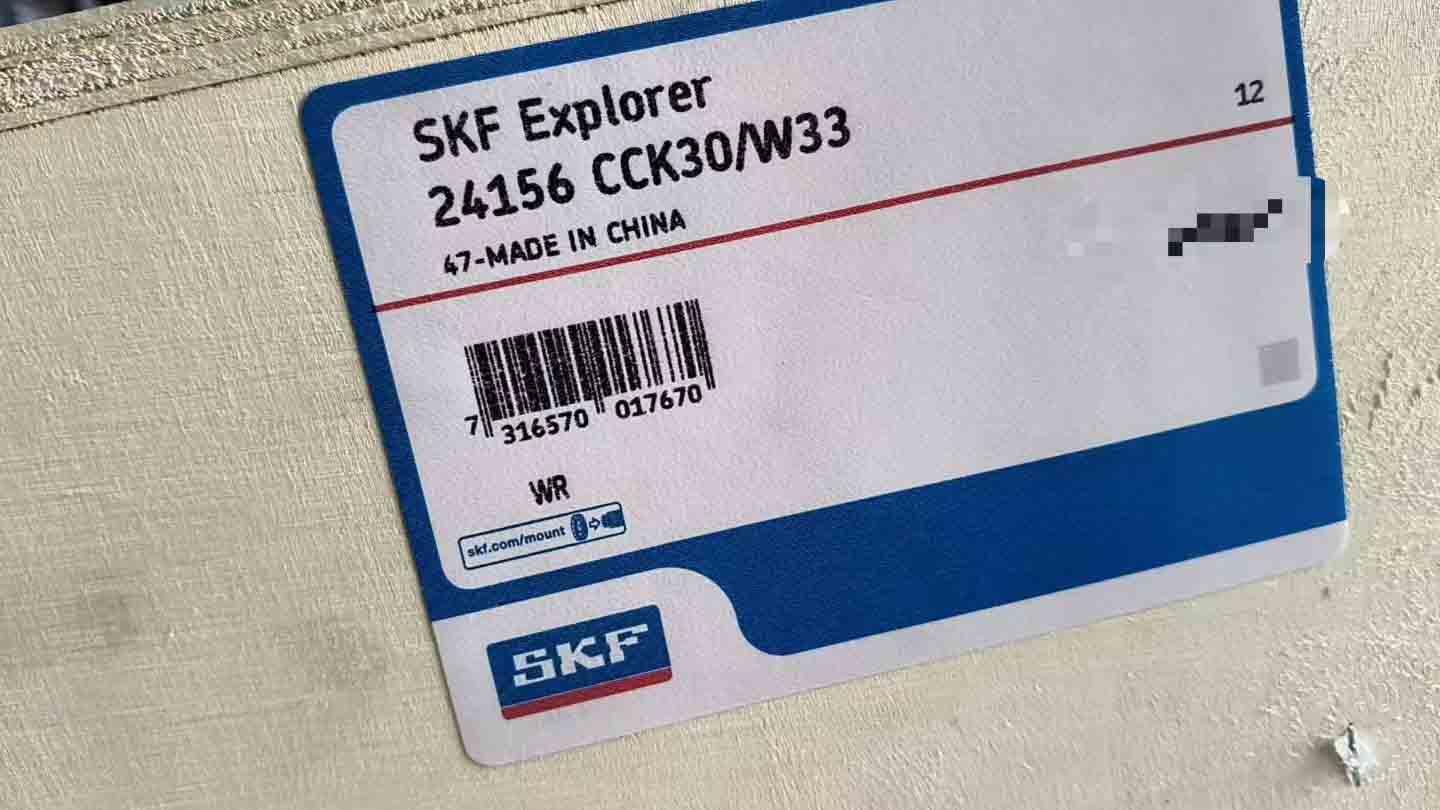 SKF Explorer
12
24156 CCK30/W33
47-MADE IN CHINA
7 316570 017670
WR
skf.com/mount
SKF